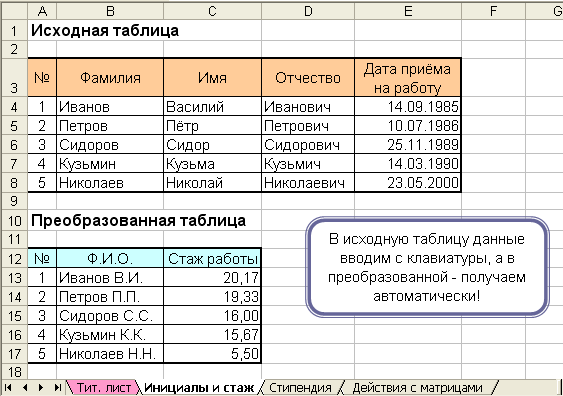 A B C D E F G
1 Исходная таблица
2
3 № Фамилия Имя Отчество Дата приёма
на работу
4 1 Иванов Василий Иванович 14.09.1985
5 2 Петров Пётр Петрович 10.07.1986
6 3 Сидоров Сидор Сидорович 25.11.1989
7 4 Кузьмин Кузьма Кузьмич 14.03.1990
8 5 Николаев Николай Николаевич 23.05.2000
9
10 Преобразованная таблица
11
12 № Ф.И.О. Стаж работы
13 1 Иванов В.И. 20,17
14 2 Петров П.П. 19,33
15 3 Сидоров С.С. 16,00
16 4 Кузьмин К.К. 15,67
17 5 Николаев Н.Н. 5,50
18
В исходную таблицу данные
вводим с клавиатуры, а в
преобразованной - получаем
автоматически!
Тит. лист Инициалы и стаж Стипендия Действия с матрицами